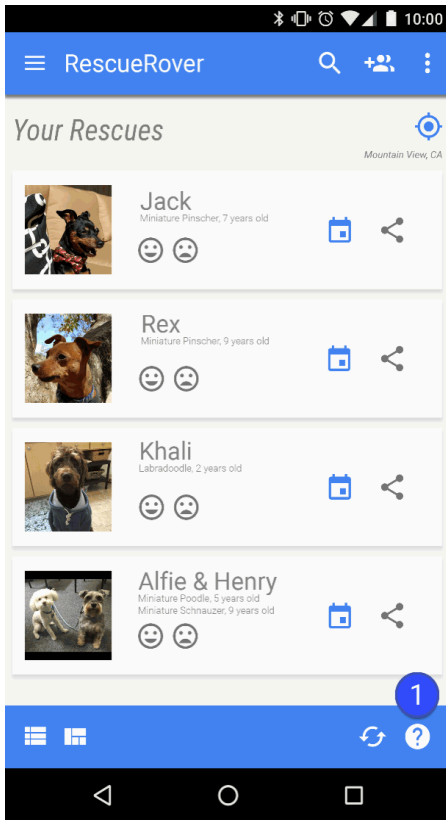 10:00
RescueRover
Your Rescues
Mountain View, CA
Jack
Miniature Pinscher, 7 years old
Rex
Miniature Pinscher, 9 years old
Khali
Labradoodle, 2 years old
Alfie & Henry
Miniature Poodle, 5 years old
Miniature Schnauzer, 9 years old
1